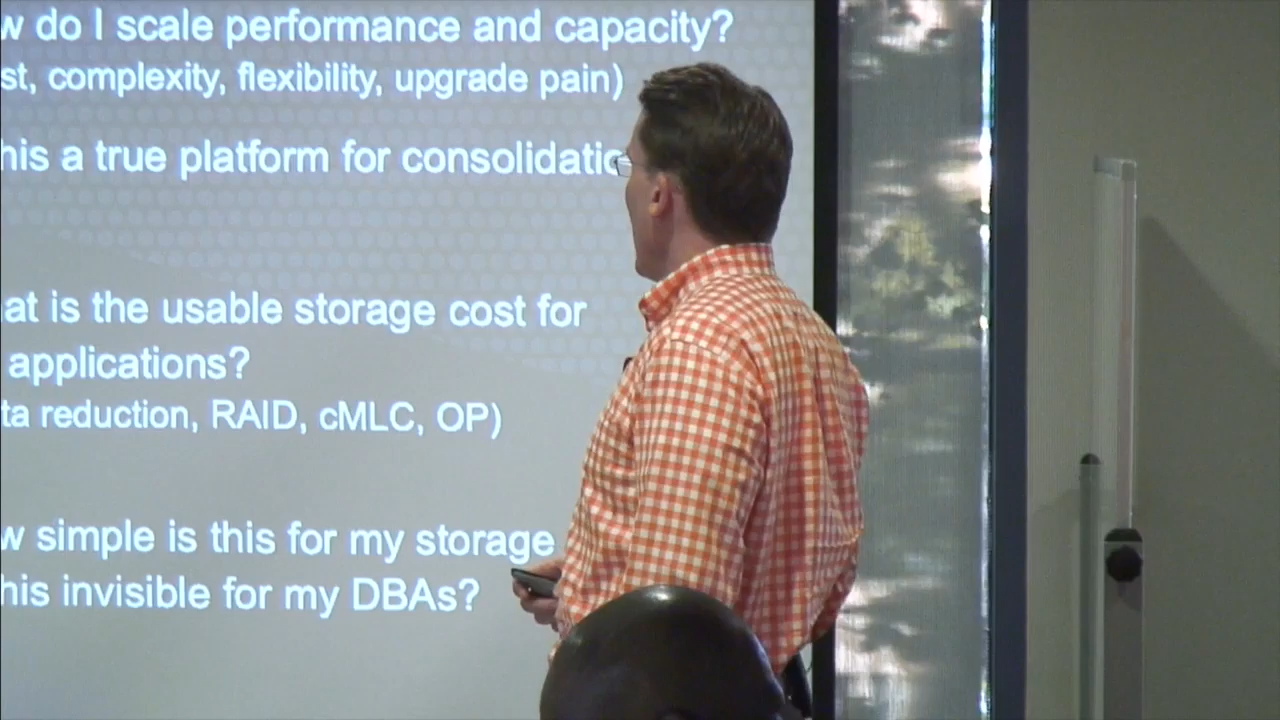 w do I scale performance and capacity?
st, complexity, flexibility, upgrade pain)
his a true platform for consolidatio
at is the usable storage cost for
applications?
ta reduction, RAID, cMLC, OP)
w simple is this for my storage
his invisible for my DBAs?